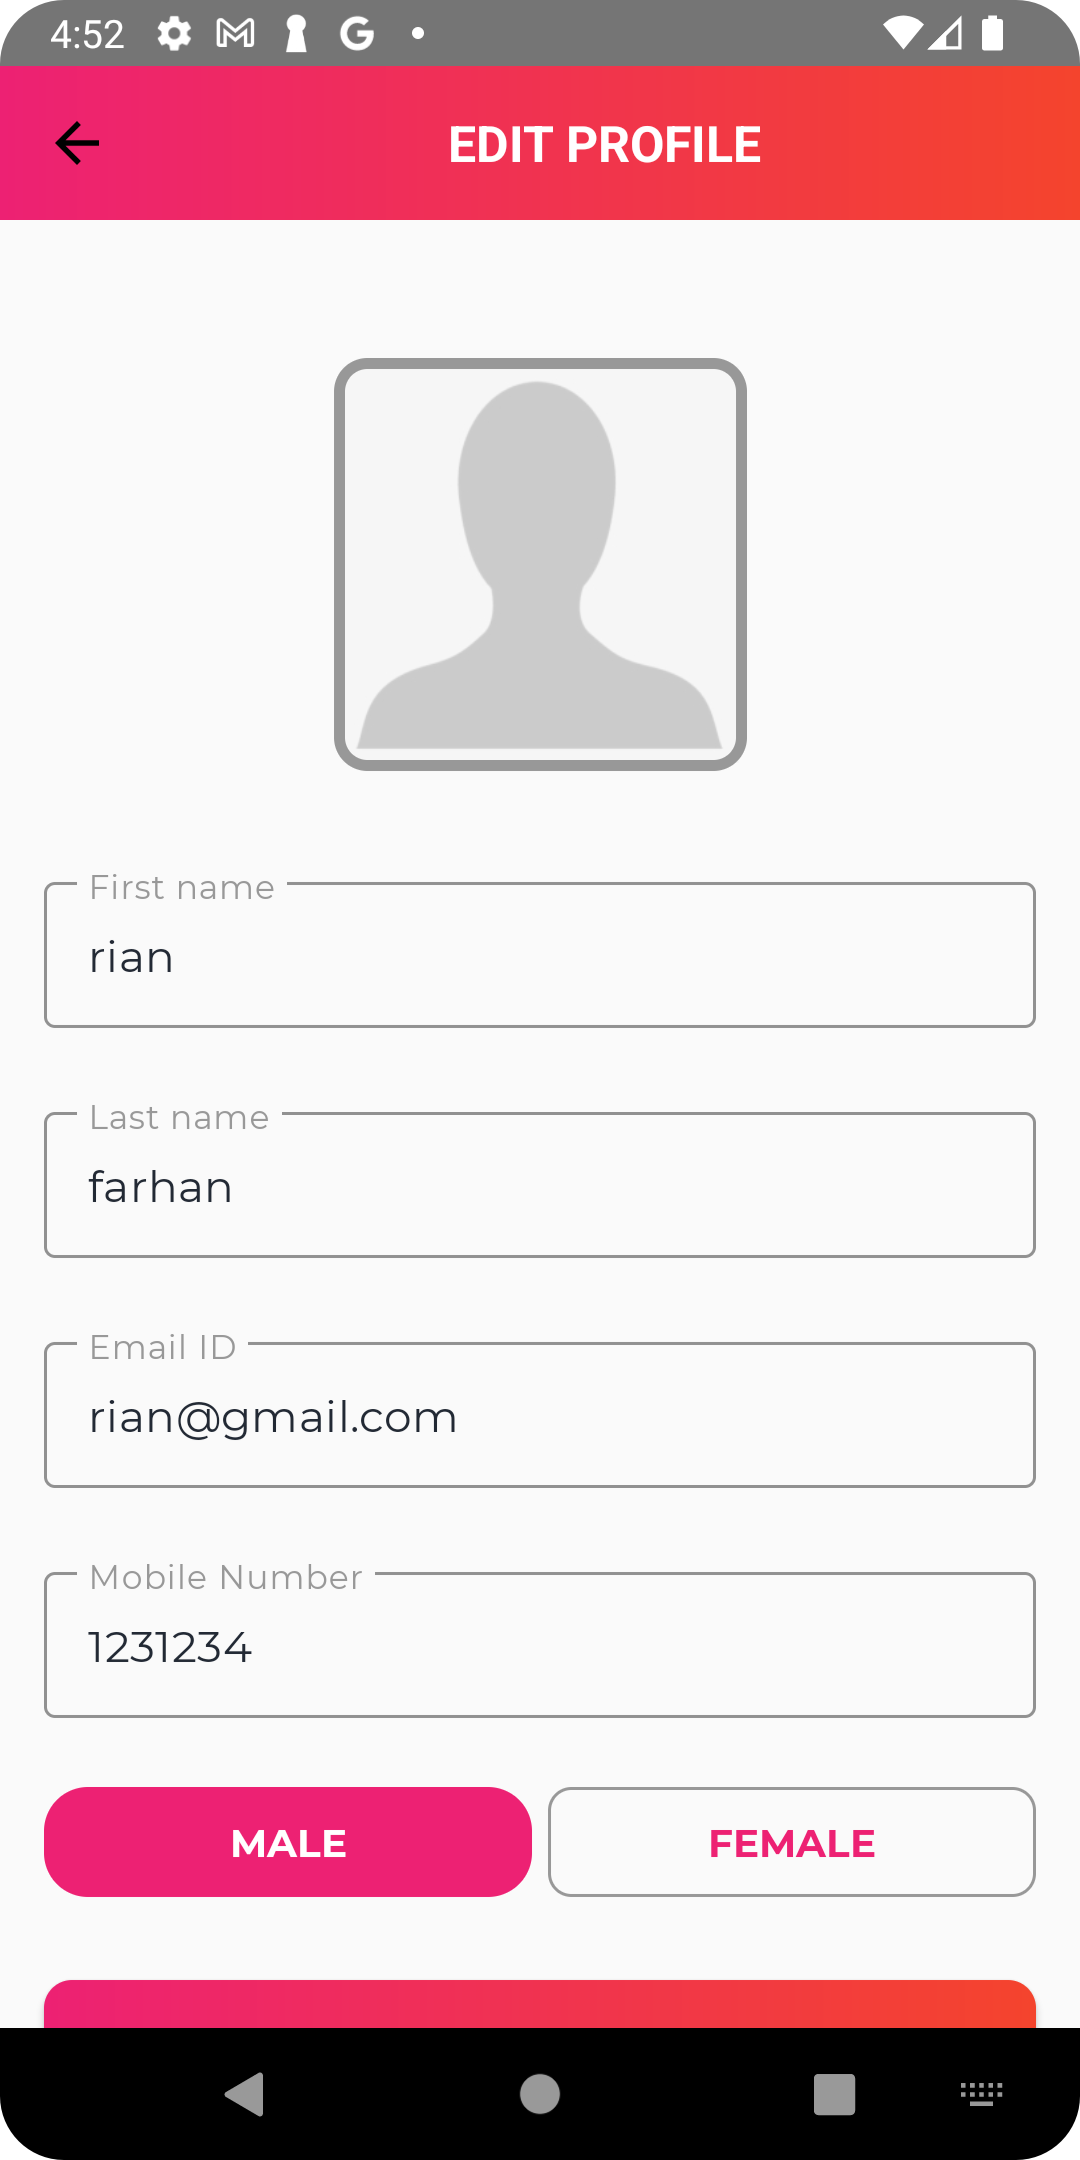 4:52
EDIT PROFILE
First name
rian
Last name
farhan
Email ID
rian@gmail.com
Mobile Number
1231234
MALE
FEMALE